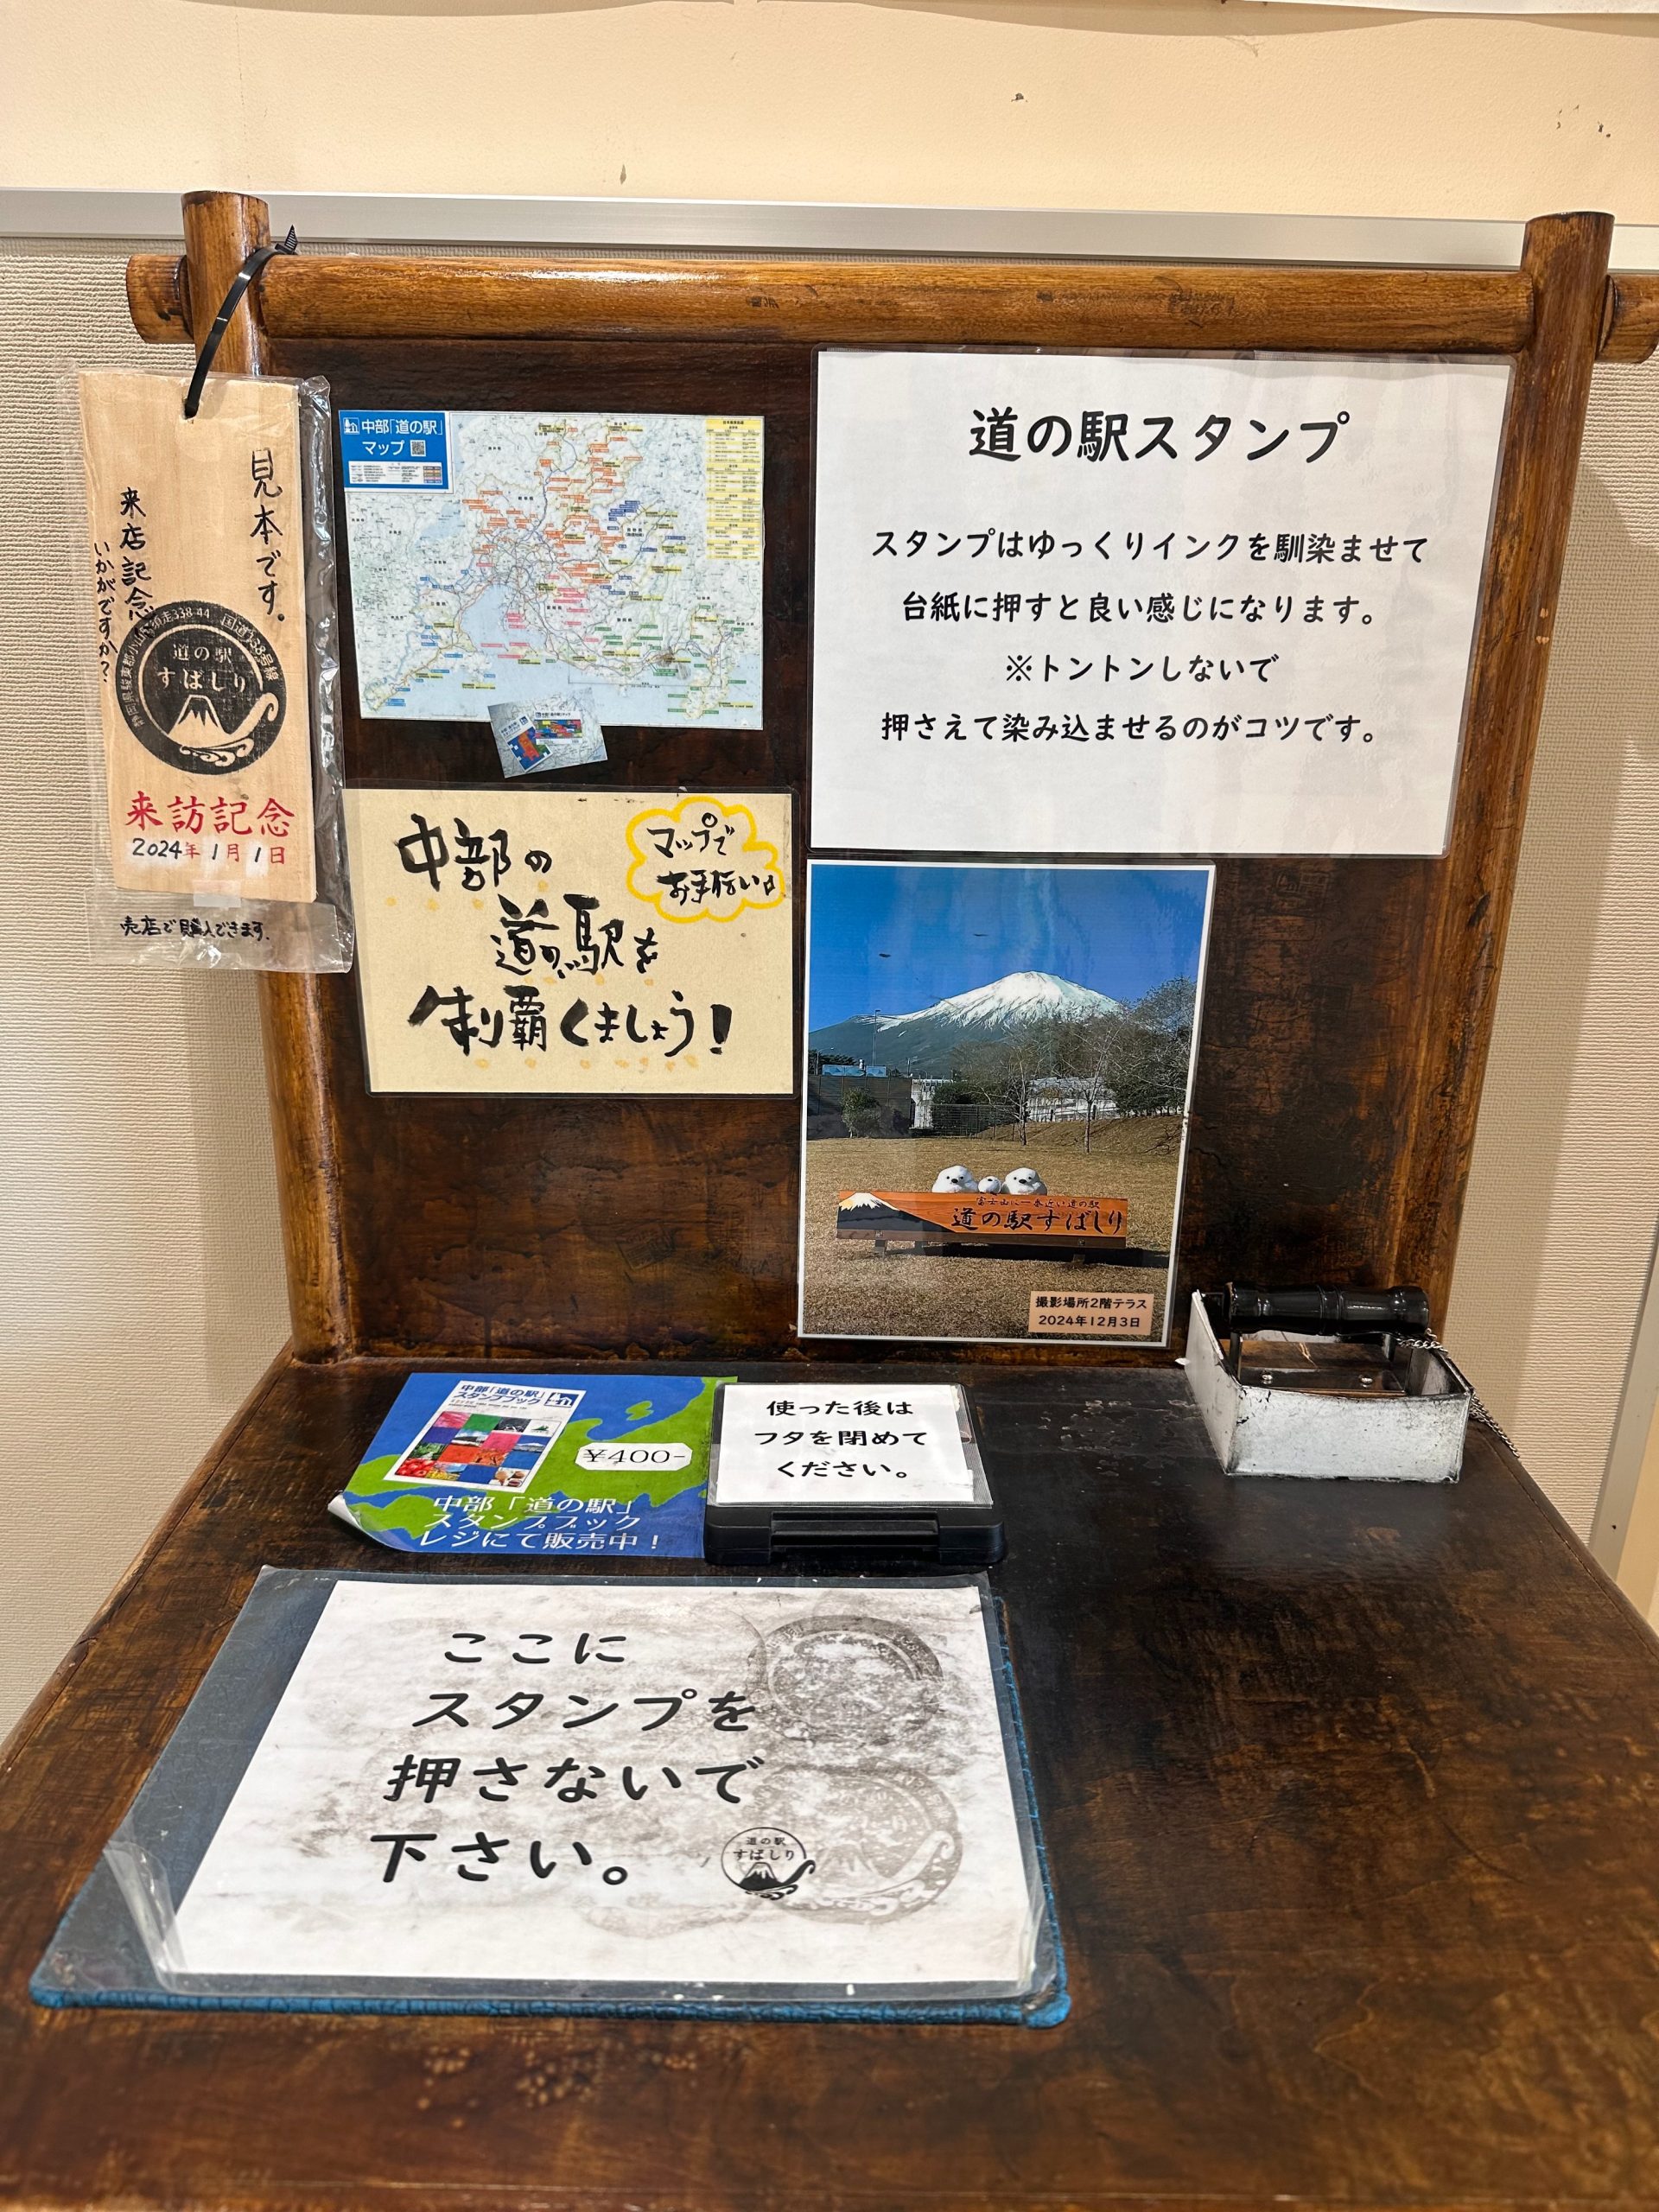 見本です。
来店記念
いかがですか？
国道138号線
道の駅
すばしり
来訪記念
2024年1月1日
売店で購入できます。
中部「道の駅」
マップ
道の駅スタンプ
スタンプはゆっくりインクを馴染ませて
台紙に押すと良い感じになります。
※トントンしないで
押さえて染み込ませるのがコツです。
マップで
お手伝い
中部の
道の駅を
制覇しましょう!
富士山に一番近い道の駅
道の駅すばしり
撮影場所2階テラス
2024年12月3日
中部「道の駅」
スタンプブック
¥400-
中部「道の駅」
スタンプブック
レジにて販売中！
使った後は
フタを閉めて
ください。
ここに
スタンプを
押さないで
下さい。
道の駅
すばしり